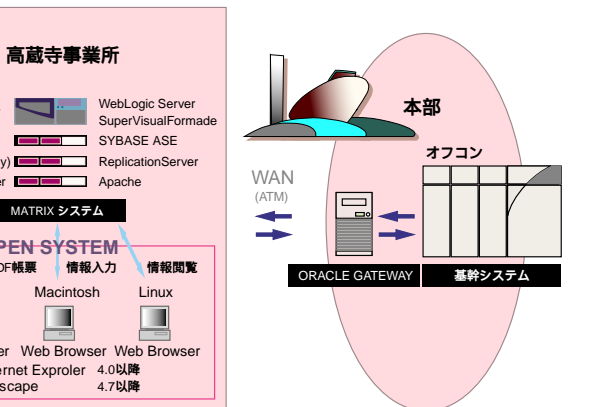 高蔵寺事業所
WebLogic Server
SuperVisualFormade
SYBASE ASE
ReplicationServer
Apache
MATRIX システム
PEN SYSTEM
帳票
情報入力
情報閲覧
Macintosh
Linux
Web Browser
Web Browser
ernet Exproler 4.0以降
scape 4.7以降
WAN
(ATM)
本部
オフコン
ORACLE GATEWAY
基幹システム